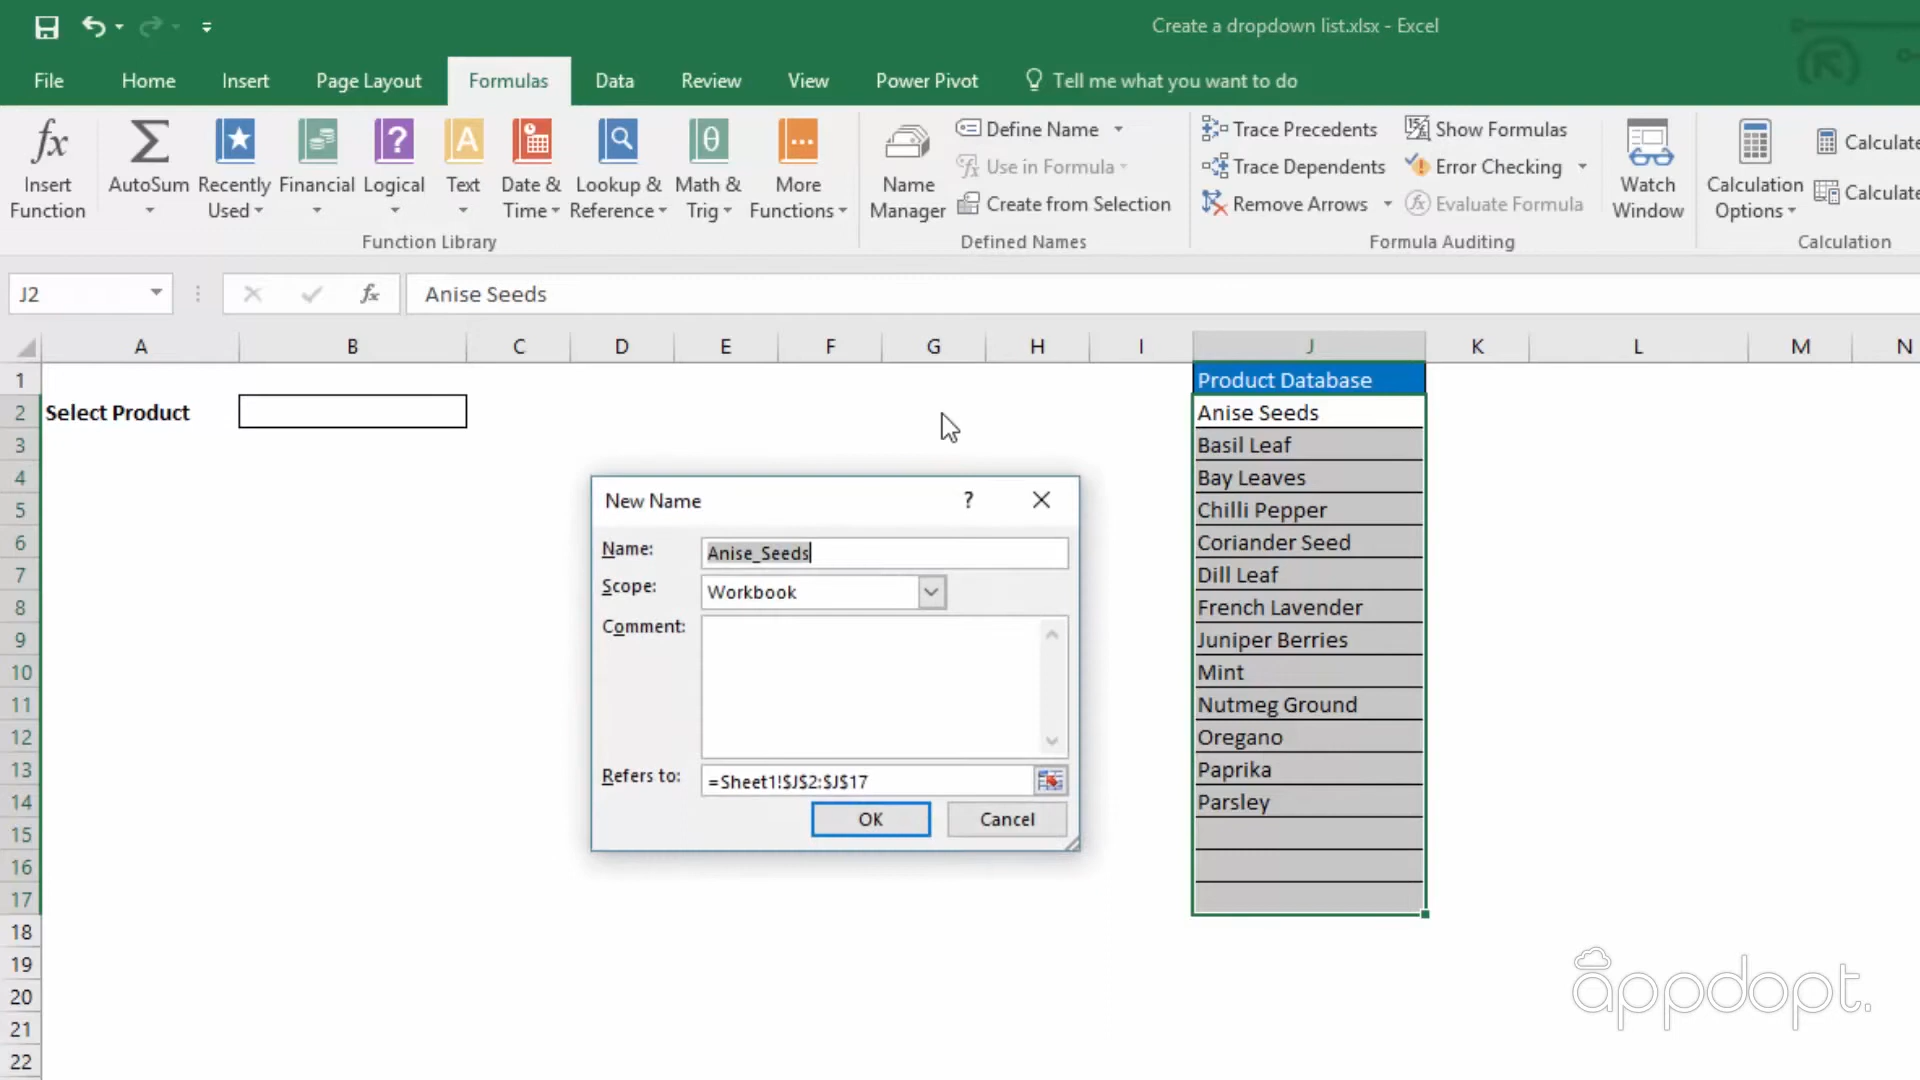 Create a dropdown list.xlsx - Excel
File Home Insert Page Layout Formulas Data Review View Power Pivot Tell me what you want to do
fx Insert Function
AutoSum
Recently Used
Financial
Logical
Text
Date & Time
Lookup & Reference
Math & Trig
More Functions
Function Library
Name Manager
Define Name
Use in Formula
Create from Selection
Defined Names
Trace Precedents
Trace Dependents
Remove Arrows
Show Formulas
Error Checking
Evaluate Formula
Formula Auditing
Watch Window
Calculation Options
Calculate
Calculate
Calculation
J2 fx Anise Seeds
A B C D E F G H I J K L M N
1 Product Database
2 Select Product Anise Seeds
3 Basil Leaf
4 Bay Leaves
5 Chilli Pepper
6 Coriander Seed
7 Dill Leaf
8 French Lavender
9 Juniper Berries
10 Mint
11 Nutmeg Ground
12 Oregano
13 Paprika
14 Parsley
15
16
17
18
19
20
21
22
New Name ?
Name: Anise_Seeds
Scope: Workbook
Comment:
Refers to: =Sheet1!$J$2:$J$17
OK Cancel
appdopt.